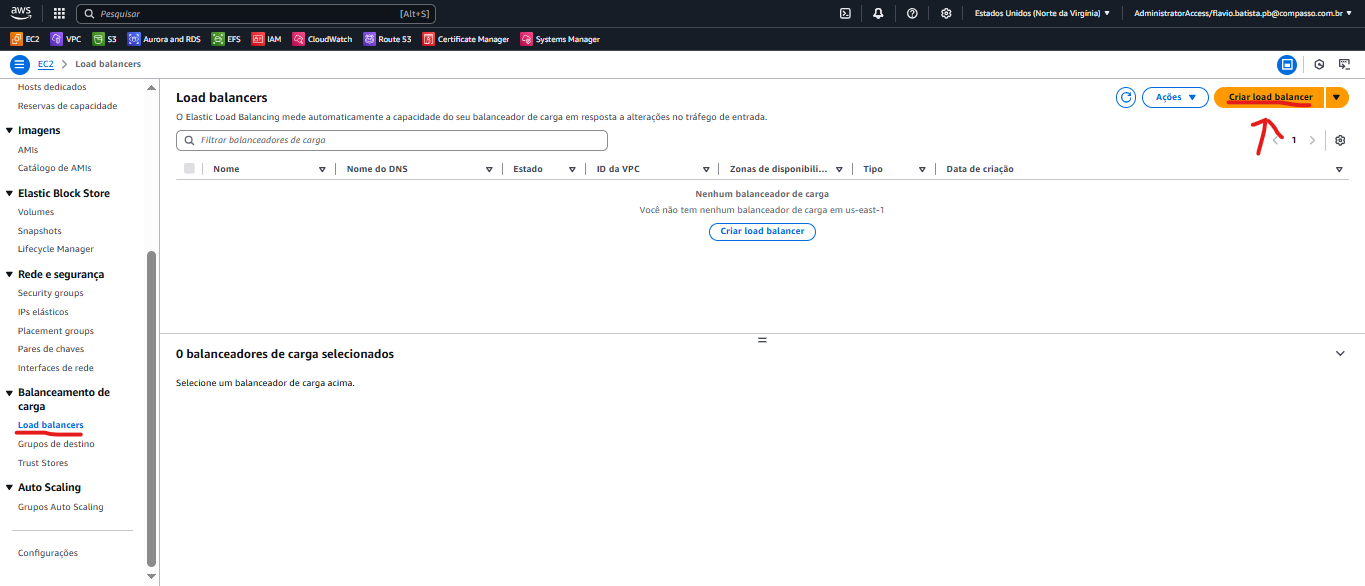 aws Pesquisar [Alt+S] Estados Unidos (Norte da Virgínia) AdministratorAccess/flavio.batista.pb@compasso.com.br
EC2 VPC S3 Aurora and RDS EFS IAM CloudWatch Route 53 Certificate Manager Systems Manager
EC2 Load balancers
Hosts dedicados
Reservas de capacidade
Imagens
AMIs
Catálogo de AMIs
Elastic Block Store
Volumes
Snapshots
Lifecycle Manager
Rede e segurança
Security groups
IPs elásticos
Placement groups
Pares de chaves
Interfaces de rede
Balanceamento de
carga
Load balancers
Grupos de destino
Trust Stores
Auto Scaling
Grupos Auto Scaling
Configurações
Load balancers
Ações Criar load balancer
O Elastic Load Balancing mede automaticamente a capacidade do seu balanceador de carga em resposta a alterações no tráfego de entrada.
Filtrar balanceadores de carga
1
Nome Nome do DNS Estado ID da VPC Zonas de disponibili... Tipo Data de criação
Nenhum balanceador de carga
Você não tem nenhum balanceador de carga em us-east-1
Criar load balancer
0 balanceadores de carga selecionados
Selecione um balanceador de carga acima.